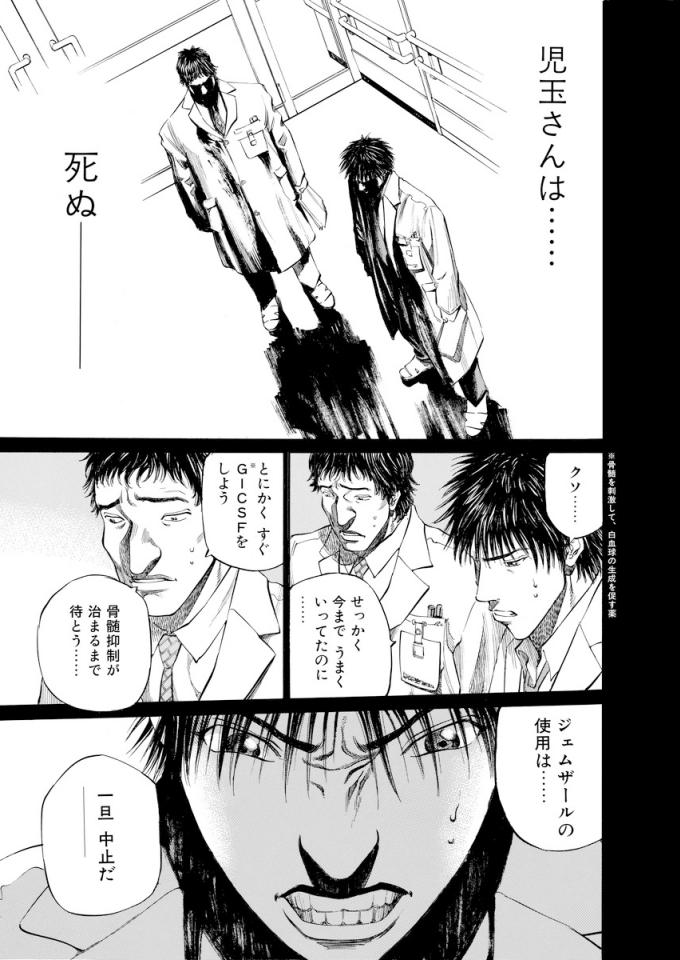 児玉さんは……
死ぬ――
クソ……
せっかく
今まで うまく
いってたのに
……
※骨髄を刺激して、白血球の生成を促す薬
とにかく すぐ
※GICSFを
しよう
骨髄抑制が
治まるまで
待とう……
ジェムザールの
使用は……
一旦 中止だ――